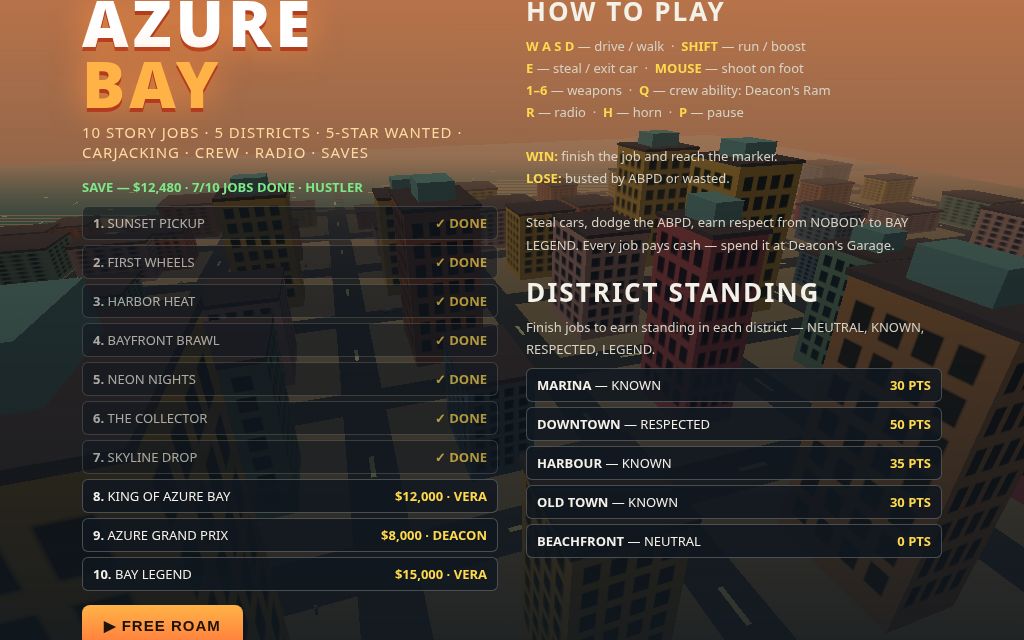 AZURE
BAY
10 STORY JOBS · 5 DISTRICTS · 5-STAR WANTED ·
CARJACKING · CREW · RADIO · SAVES
SAVE — $12,480 · 7/10 JOBS DONE · HUSTLER
1. SUNSET PICKUP ✓ DONE
2. FIRST WHEELS ✓ DONE
3. HARBOR HEAT ✓ DONE
4. BAYFRONT BRAWL ✓ DONE
5. NEON NIGHTS ✓ DONE
6. THE COLLECTOR ✓ DONE
7. SKYLINE DROP ✓ DONE
8. KING OF AZURE BAY $12,000 · VERA
9. AZURE GRAND PRIX $8,000 · DEACON
10. BAY LEGEND $15,000 · VERA
▶ FREE ROAM
HOW TO PLAY
W A S D — drive / walk · SHIFT — run / boost
E — steal / exit car · MOUSE — shoot on foot
1–6 — weapons · Q — crew ability: Deacon's Ram
R — radio · H — horn · P — pause
WIN: finish the job and reach the marker.
LOSE: busted by ABPD or wasted.
Steal cars, dodge the ABPD, earn respect from NOBODY to BAY
LEGEND. Every job pays cash — spend it at Deacon's Garage.
DISTRICT STANDING
Finish jobs to earn standing in each district — NEUTRAL, KNOWN,
RESPECTED, LEGEND.
MARINA — KNOWN 30 PTS
DOWNTOWN — RESPECTED 50 PTS
HARBOUR — KNOWN 35 PTS
OLD TOWN — KNOWN 30 PTS
BEACHFRONT — NEUTRAL 0 PTS